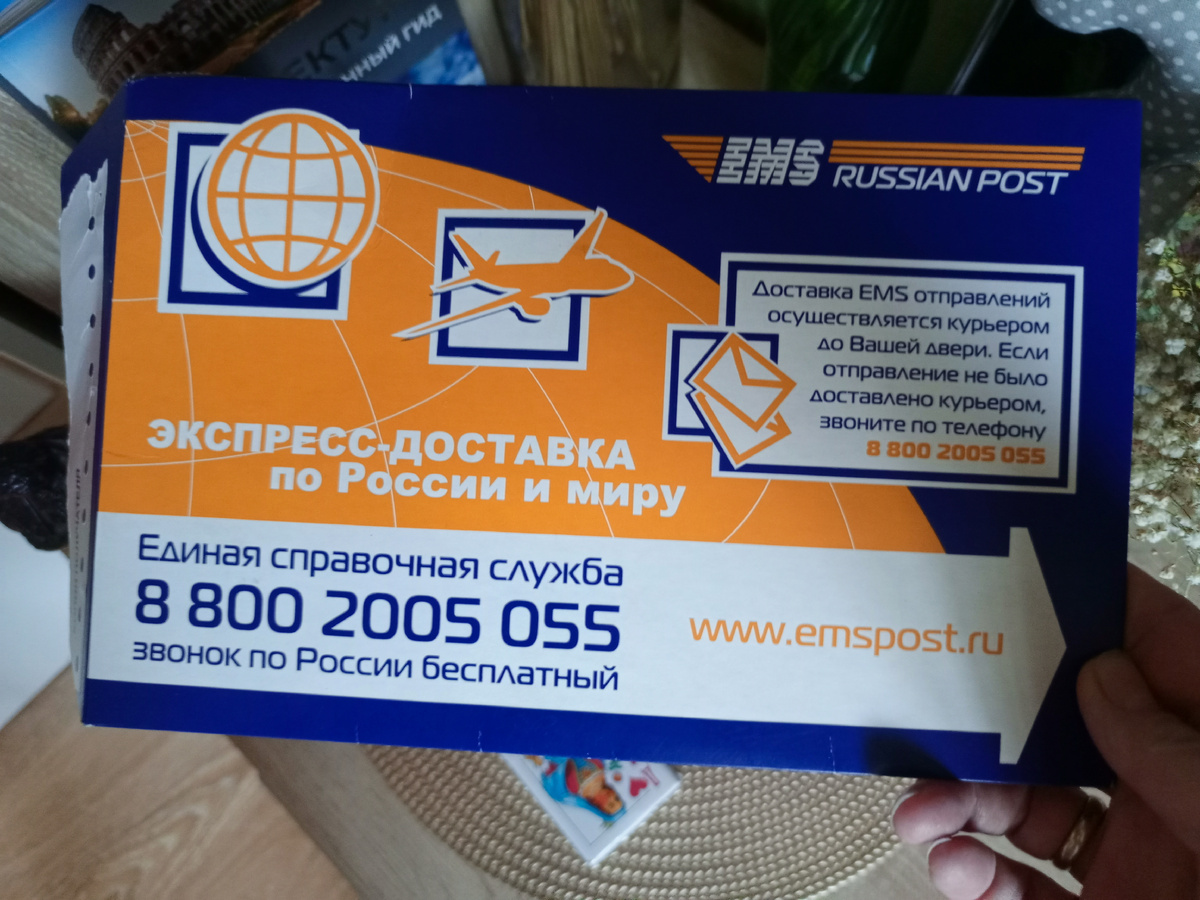 ННЫЙ ГИД
EMS RUSSIAN POST
Доставка EMS отправлений
осуществляется курьером
до Вашей двери. Если
отправление не было
доставлено курьером,
звоните по телефону
8 800 2005 055
ЭКСПРЕСС-ДОСТАВКА
по России и миру
Единая справочная служба
8 800 2005 055
звонок по России бесплатный
www.emspost.ru